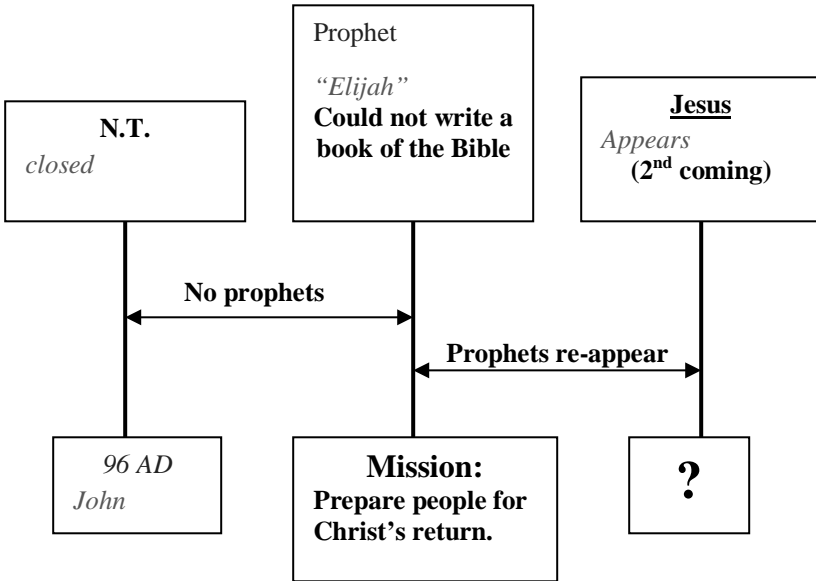 N.T.
closed
Prophet
“Elijah”
Could not write a
book of the Bible
Jesus
Appears
(2nd coming)
No prophets
Prophets re-appear
96 AD
John
Mission:
Prepare people for
Christ’s return.
?